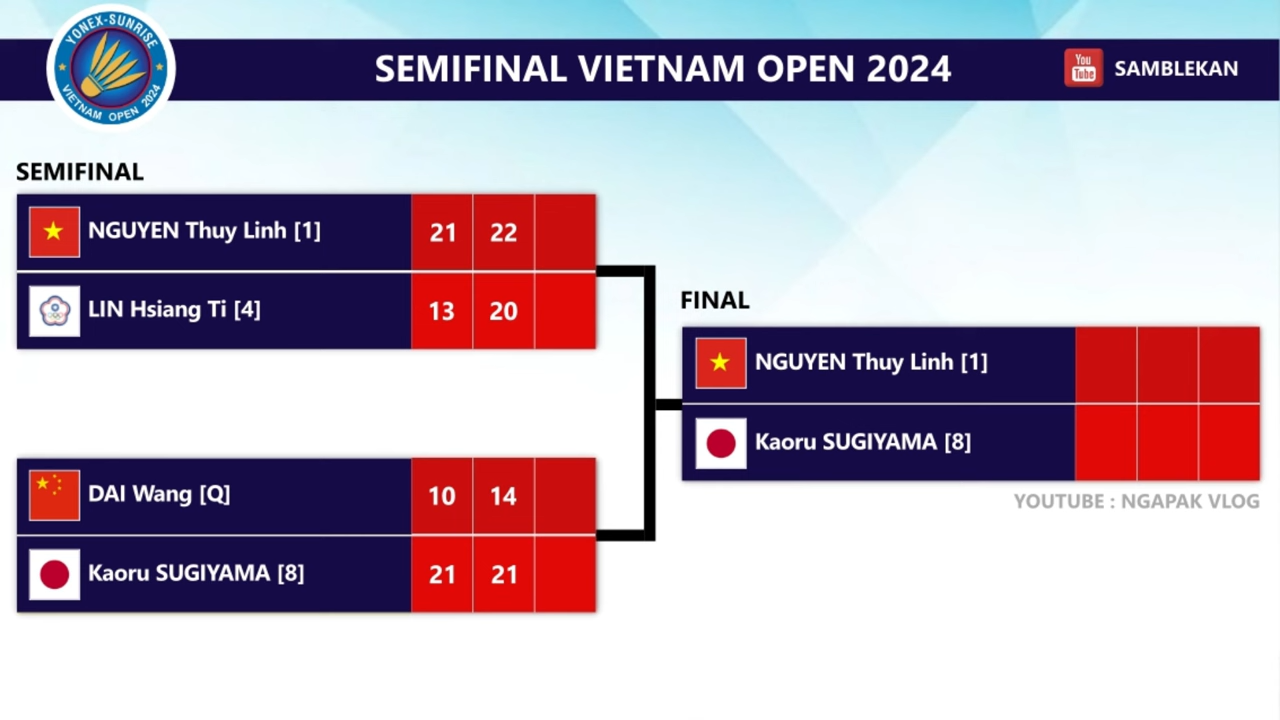 YONEX-SUNRISE
VIETNAM OPEN 2024
SEMIFINAL VIETNAM OPEN 2024
You
Tube
SAMBLEKAN
SEMIFINAL
NGUYEN Thuy Linh [1] 21 22
LIN Hsiang Ti [4] 13 20
DAI Wang [Q] 10 14
Kaoru SUGIYAMA [8] 21 21
FINAL
NGUYEN Thuy Linh [1]
Kaoru SUGIYAMA [8]
YOUTUBE : NGAPAK VLOG